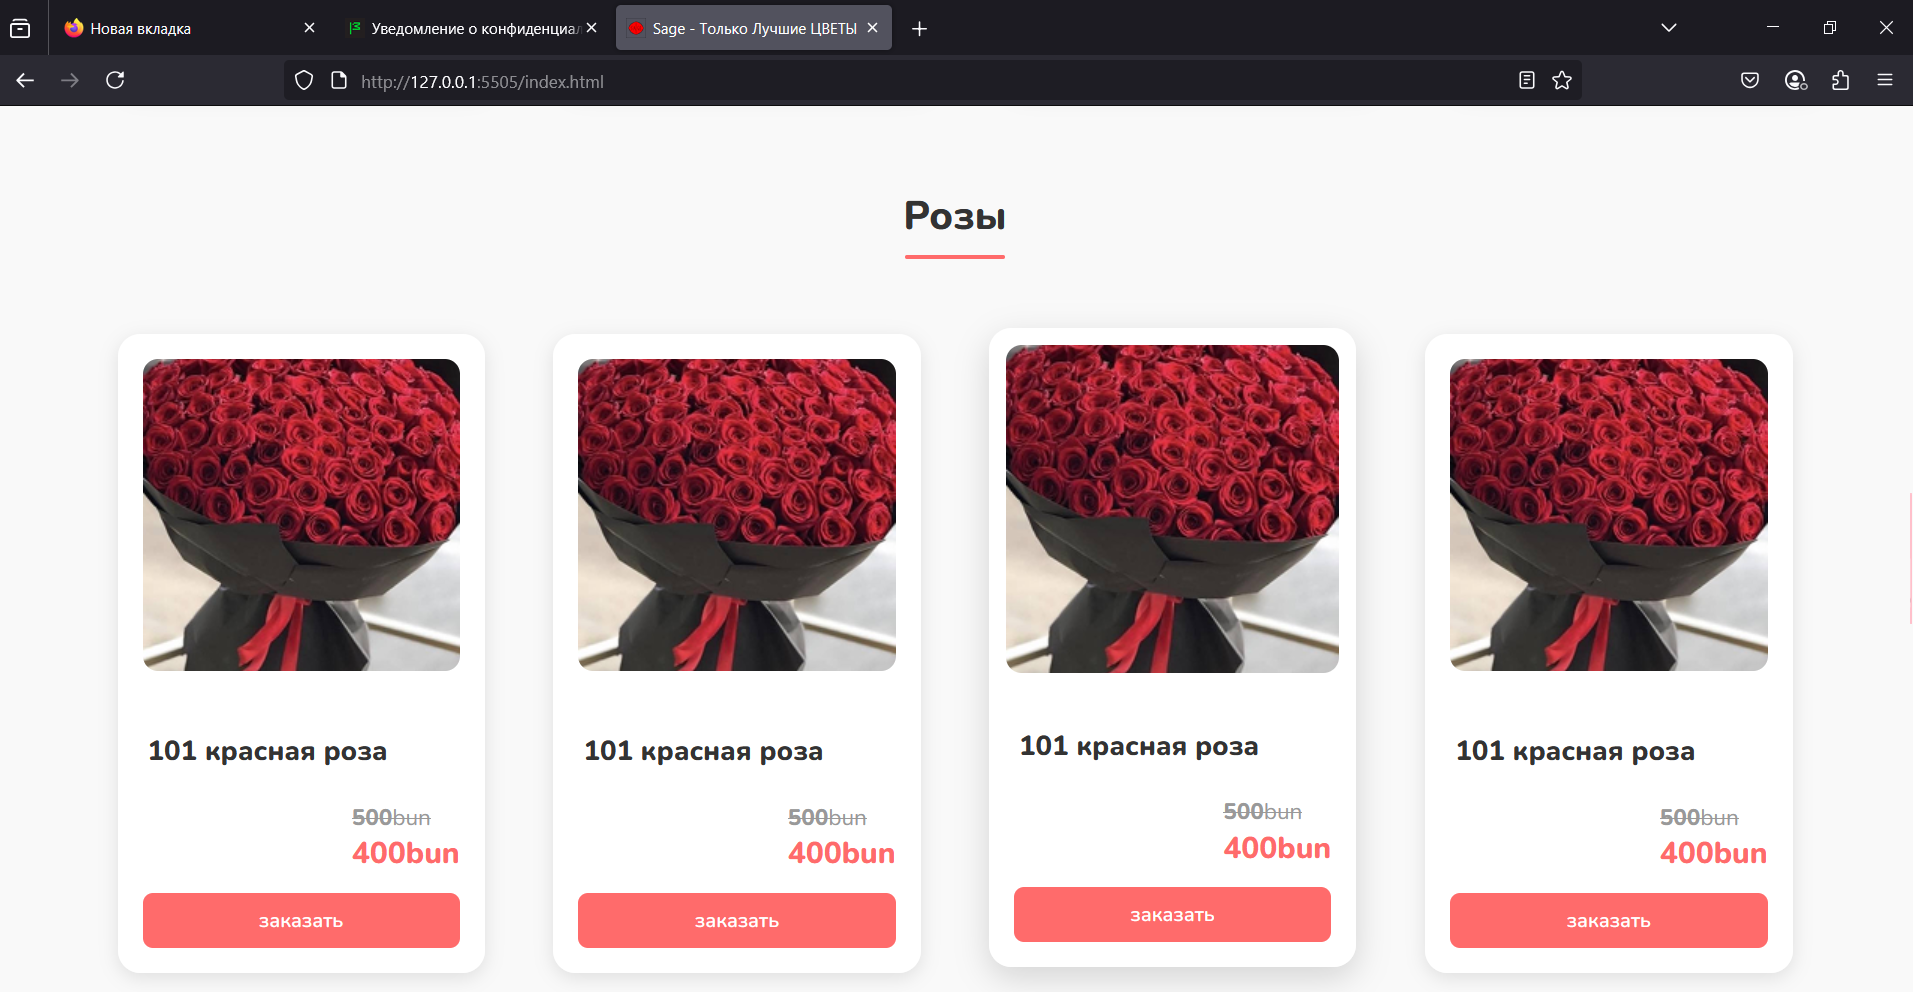 Новая вкладка
Уведомление о конфиденциал
Sage - Только Лучшие ЦВЕТЫ
http://127.0.0.1:5505/index.html
Розы
101 красная роза
500bun
400bun
заказать
101 красная роза
500bun
400bun
заказать
101 красная роза
500bun
400bun
заказать
101 красная роза
500bun
400bun
заказать